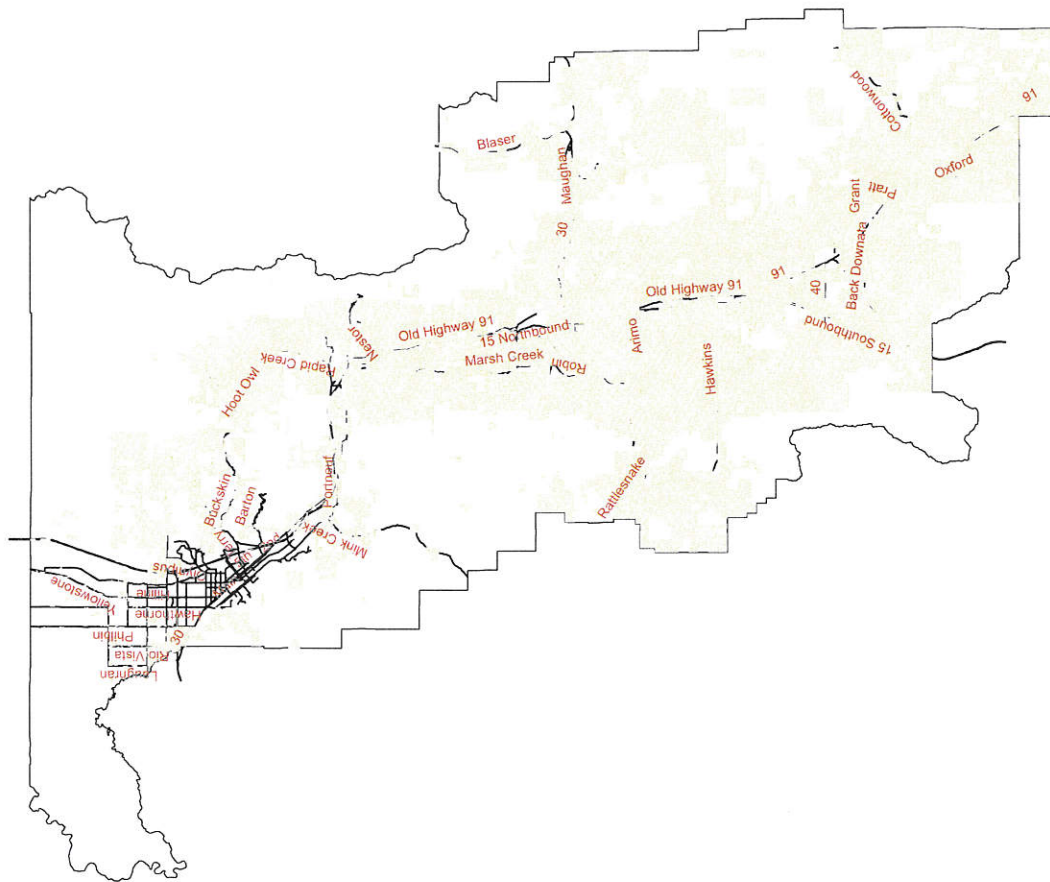 Cottonwood
91
Blaser
Maughan
Oxford
Pratt
Grant
30
Back Downata
91
40
Old Highway 91
15 Southbound
Old Highway 91
15 Northbound
Nestor
Marsh Creek
Robin
Arimo
Hawkins
Rapid Creek
Hoot Owl
Portneuf
Buckskin
Barton
Rattlesnake
Mink Creek
Olympus
Yellowstone
Hawthorne
Philbin
30
Rio Vista
Laughran